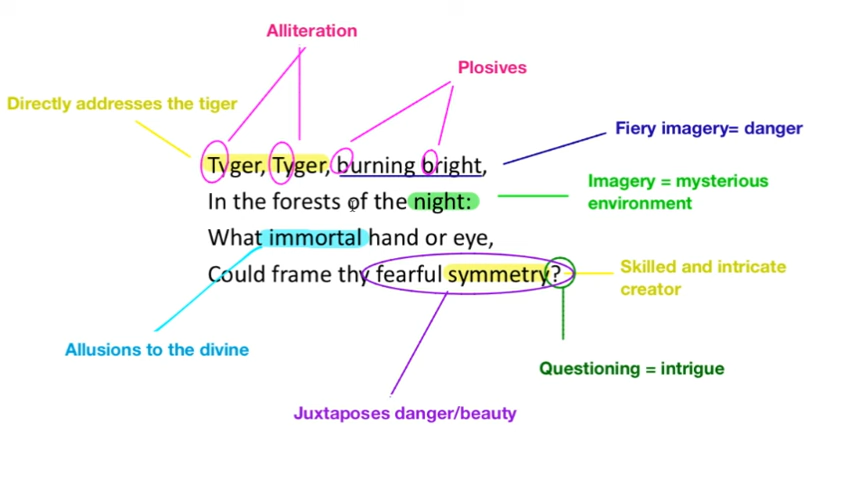 Alliteration
Plosives
Directly addresses the tiger
Fiery imagery= danger
Tyger, Tyger, burning bright,
In the forests of the night:
What immortal hand or eye,
Could frame thy fearful symmetry?
Imagery = mysterious
environment
Skilled and intricate
creator
Allusions to the divine
Questioning = intrigue
Juxtaposes danger/beauty